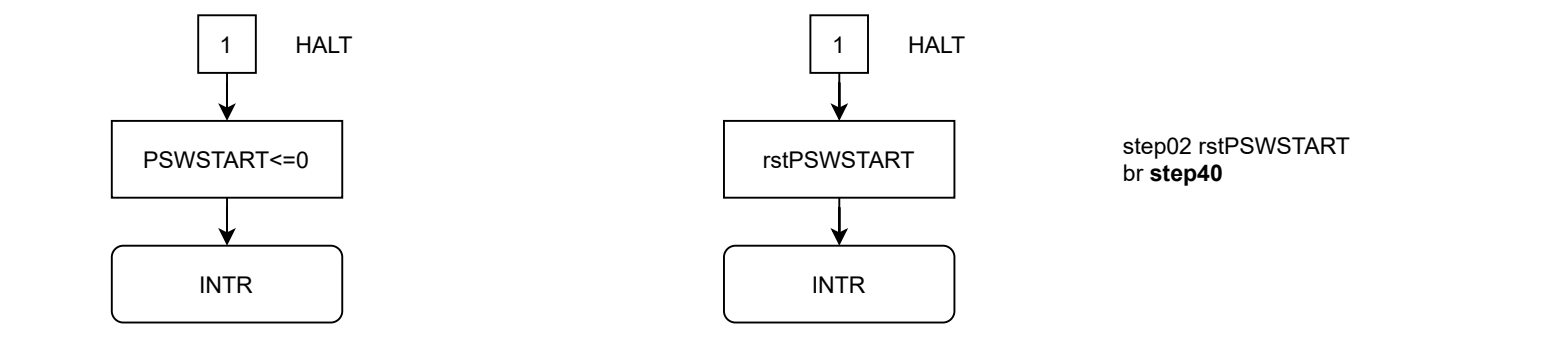 1 HALT
PSWSTART<=0
INTR
1 HALT
rstPSWSTART
INTR
step02 rstPSWSTART
br step40